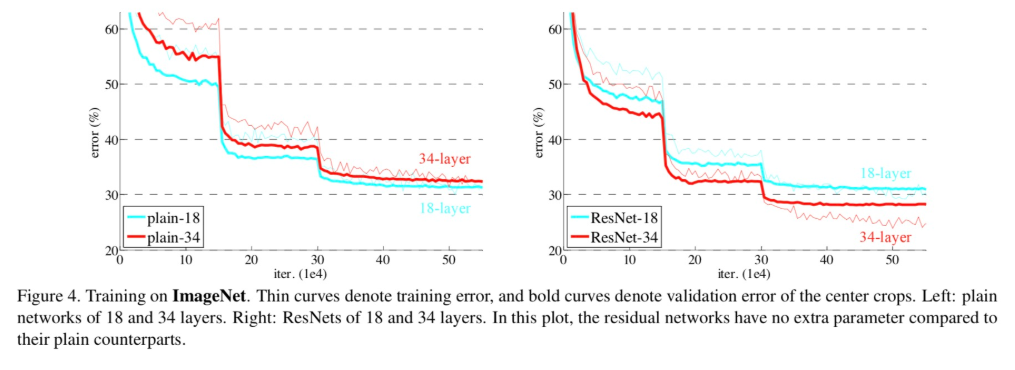 60
50
40
30
20
error (%)
34-layer
18-layer
plain-18
plain-34
0
10
20
30
40
50
iter. (1e4)
60
50
40
30
20
error (%)
18-layer
34-layer
ResNet-18
ResNet-34
0
10
20
30
40
50
iter. (1e4)
Figure 4. Training on ImageNet. Thin curves denote training error, and bold curves denote validation error of the center crops. Left: plain
networks of 18 and 34 layers. Right: ResNets of 18 and 34 layers. In this plot, the residual networks have no extra parameter compared to
their plain counterparts.